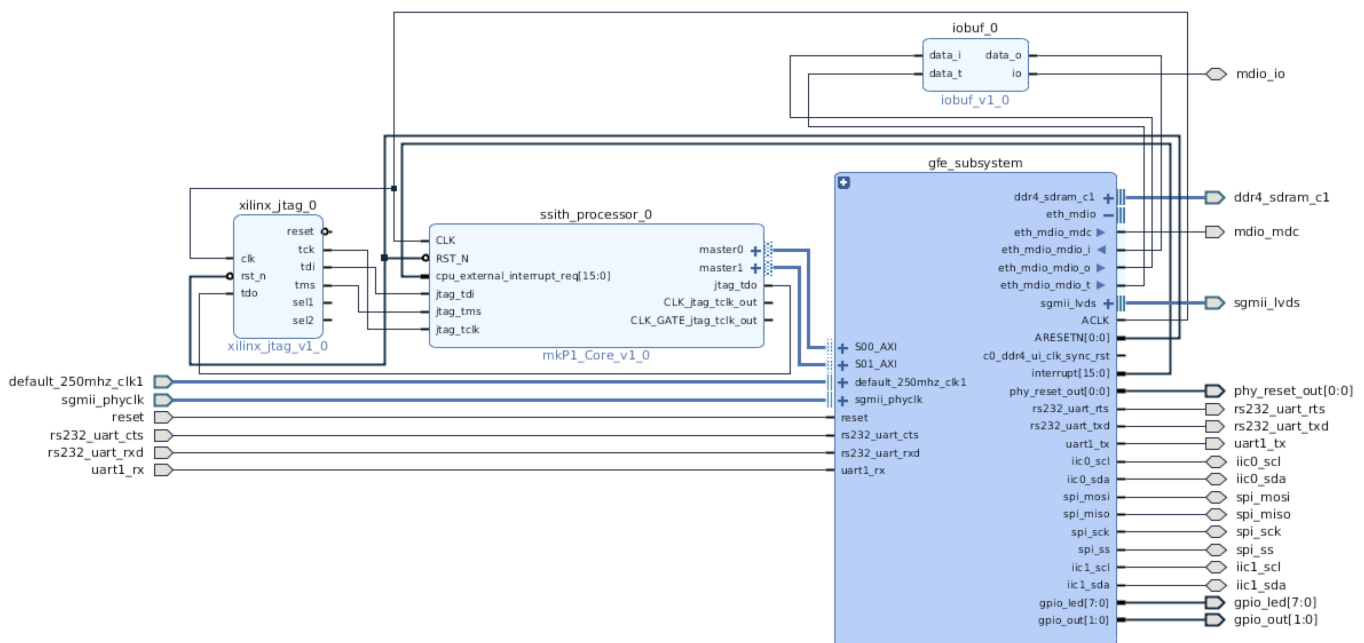 iobuf_0
data_i data_o
data_t io
iobuf_v1_0
mdio_io
xilinx_jtag_0
reset
tck
clk
tdi
rst_n
tms
tdo
sel1
sel2
xilinx_jtag_v1_0
ssith_processor_0
CLK
RST_N
cpu_external_interrupt_req[15:0]
jtag_tdi
jtag_tms
jtag_tclk
master0
master1
jtag_tdo
CLK_jtag_tclk_out
CLK_GATE_jtag_tclk_out
mkP1_Core_v1_0
default_250mhz_clk1
sgmii_phyclk
reset
rs232_uart_cts
rs232_uart_rxd
uart1_rx
gfe_subsystem
S00_AXI
S01_AXI
default_250mhz_clk1
sgmii_phyclk
reset
rs232_uart_cts
rs232_uart_rxd
uart1_rx
ddr4_sdram_c1
eth_mdio
eth_mdio_mdc
eth_mdio_mdio_i
eth_mdio_mdio_o
eth_mdio_mdio_t
sgmii_lvds
ACLK
ARESETN[0:0]
c0_ddr4_ui_clk_sync_rst
interrupt[15:0]
phy_reset_out[0:0]
rs232_uart_rts
rs232_uart_txd
uart1_tx
iic0_scl
iic0_sda
spi_mosi
spi_miso
spi_sck
spi_ss
iic1_scl
iic1_sda
gpio_led[7:0]
gpio_out[1:0]
ddr4_sdram_c1
mdio_mdc
sgmii_lvds
phy_reset_out[0:0]
rs232_uart_rts
rs232_uart_txd
uart1_tx
iic0_scl
iic0_sda
spi_mosi
spi_miso
spi_sck
spi_ss
iic1_scl
iic1_sda
gpio_led[7:0]
gpio_out[1:0]